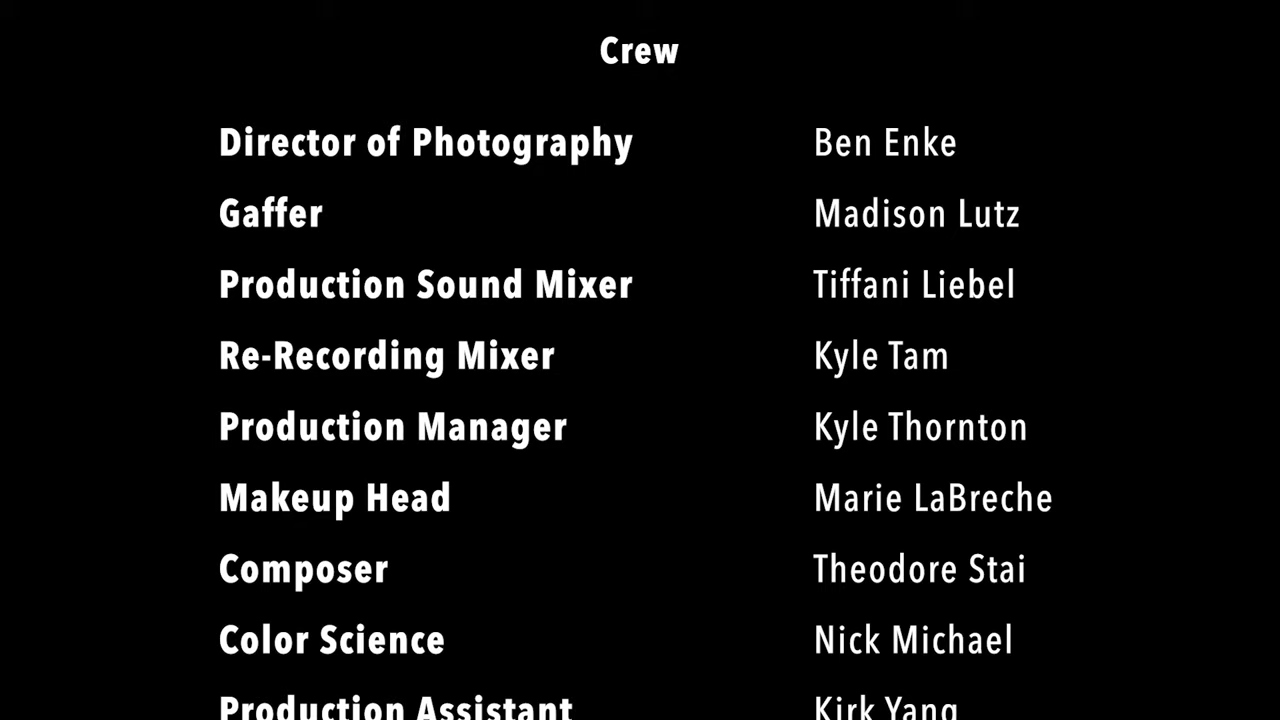 Crew
Director of Photography Ben Enke
Gaffer Madison Lutz
Production Sound Mixer Tiffani Liebel
Re-Recording Mixer Kyle Tam
Production Manager Kyle Thornton
Makeup Head Marie LaBreche
Composer Theodore Stai
Color Science Nick Michael
Production Assistant Kirk Yang